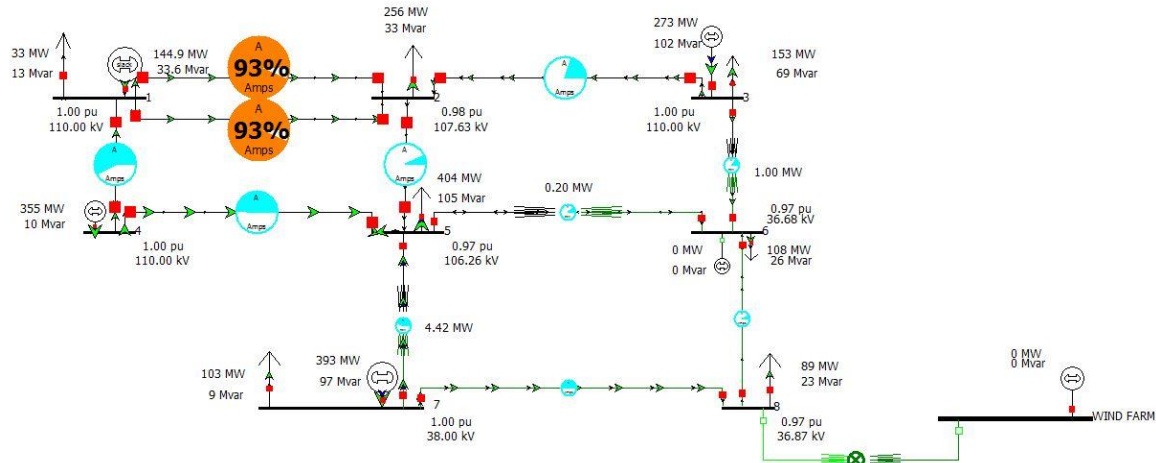 33 MW
13 Mvar
slack
144.9 MW
33.6 Mvar
A
93%
Amps
A
93%
Amps
256 MW
33 Mvar
A
Amps
273 MW
102 Mvar
153 MW
69 Mvar
1
1.00 pu
110.00 kV
2
0.98 pu
107.63 kV
3
1.00 pu
110.00 kV
A
Amps
A
Amps
A
Amps
404 MW
105 Mvar
0.20 MW
1.00 MW
355 MW
10 Mvar
4
1.00 pu
110.00 kV
5
0.97 pu
106.26 kV
0.97 pu
36.68 kV
6
0 MW
0 Mvar
108 MW
26 Mvar
4.42 MW
103 MW
9 Mvar
393 MW
97 Mvar
89 MW
23 Mvar
0 MW
0 Mvar
7
1.00 pu
38.00 kV
8
0.97 pu
36.87 kV
WIND FARM